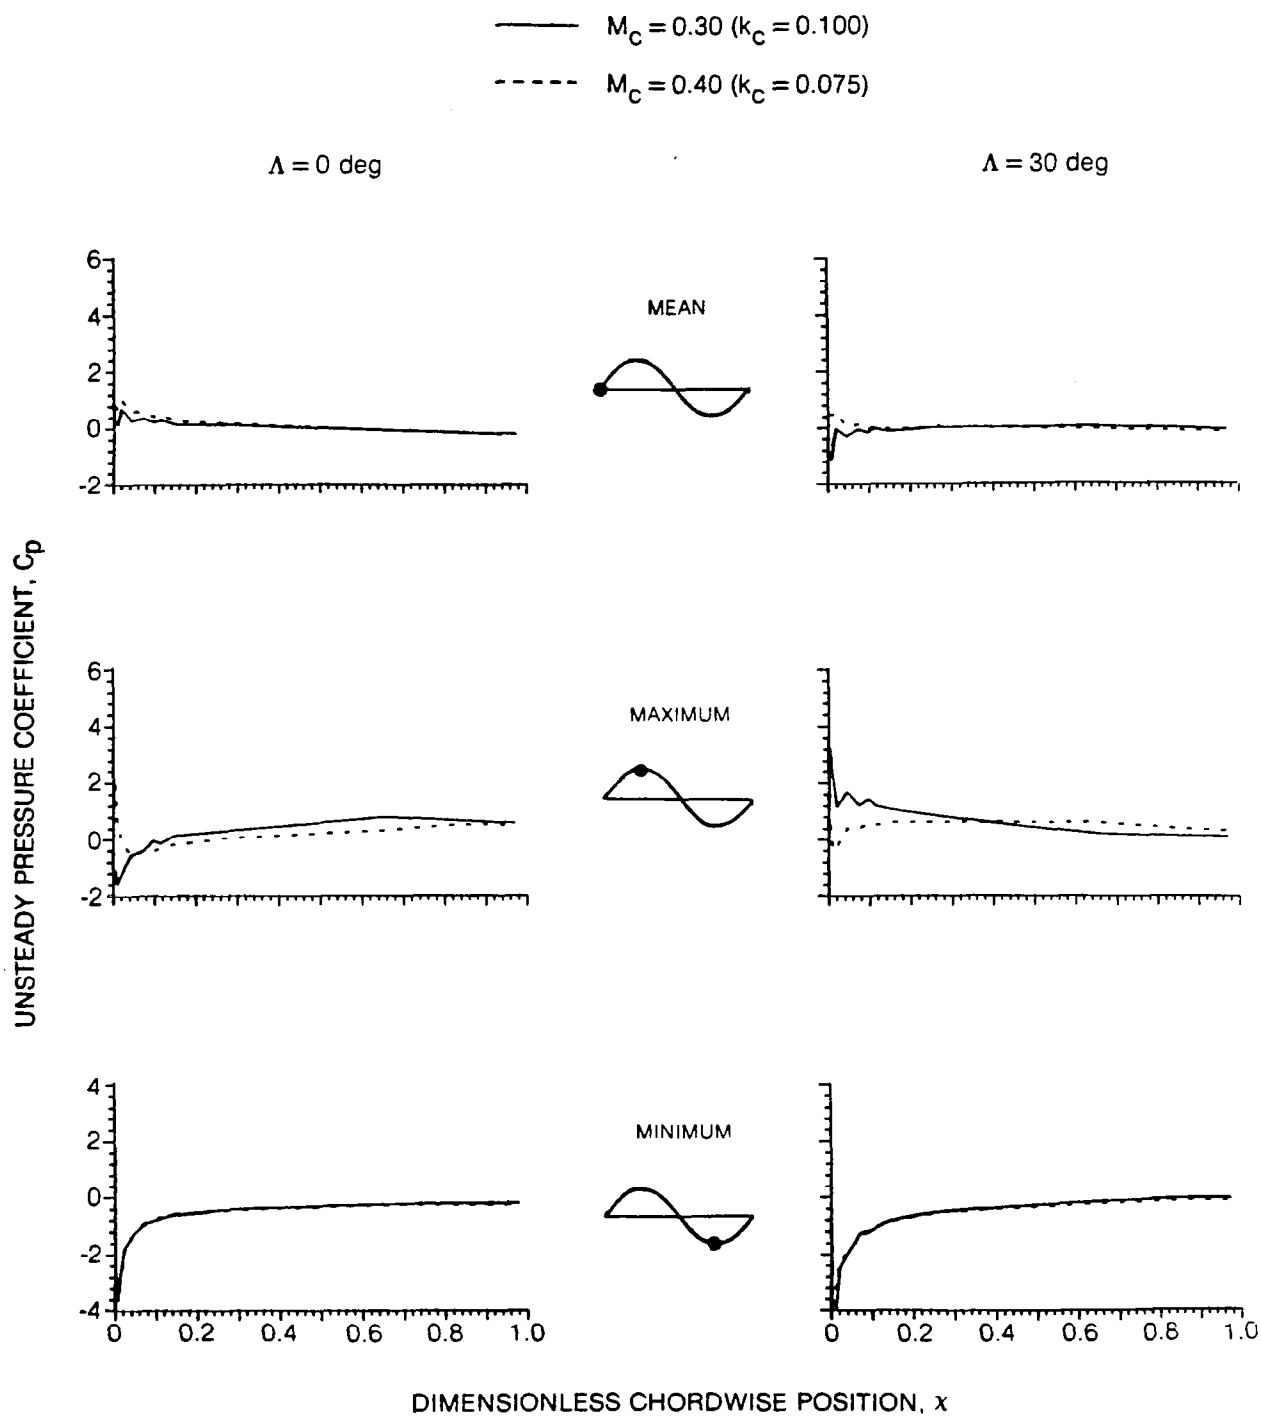 M_c = 0.30 (k_c = 0.100)
M_c = 0.40 (k_c = 0.075)
Λ = 0 deg
Λ = 30 deg
6
4
2
0
-2
MEAN
UNSTEADY PRESSURE COEFFICIENT, Cp
6
4
2
0
-2
MAXIMUM
4
2
0
-2
-4
MINIMUM
0 0.2 0.4 0.6 0.8 1.0
0 0.2 0.4 0.6 0.8 1.0
DIMENSIONLESS CHORDWISE POSITION, χ